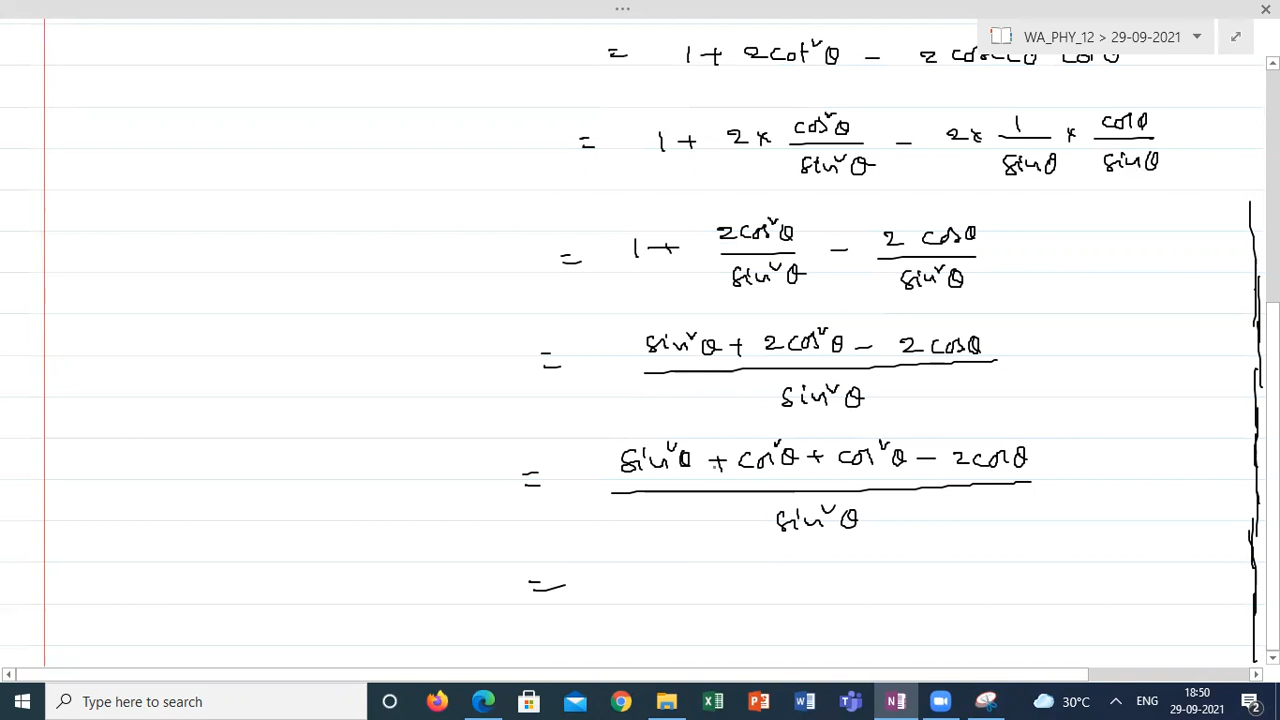 WA_PHY_12 > 29-09-2021
= 1 + 2cot²θ - 2 cosecθ cotθ
= 1 + 2 × cos²θ/sin²θ - 2 × 1/sinθ × cosθ/sinθ
= 1 + 2cos²θ/sin²θ - 2 cosθ/sin²θ
= sin²θ + 2cos²θ - 2cosθ
sin²θ
= sin²θ + cos²θ + cos²θ - 2cosθ
sin²θ
=
Type here to search
30°C
ENG
18:50
29-09-2021
2